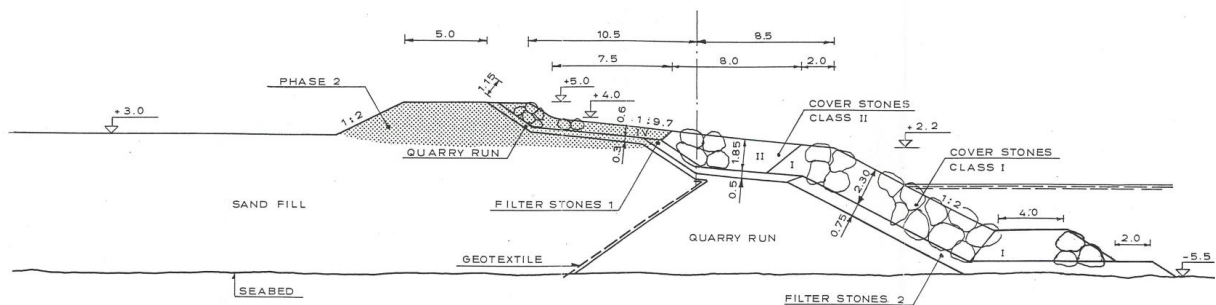 5.0
10.5
8.5
7.5
8.0
2.0
PHASE 2
1.15
+5.0
+4.0
+3.0
1:2
0.6
1:9.7
IV
COVER STONES
CLASS II
+2.2
QUARRY RUN
0.3
1.85
II
I
COVER STONES
CLASS I
2.30
1:2
FILTER STONES 1
0.5
SAND FILL
QUARRY RUN
0.75
4.0
2.0
I
GEOTEXTILE
-5.5
SEABED
FILTER STONES 2